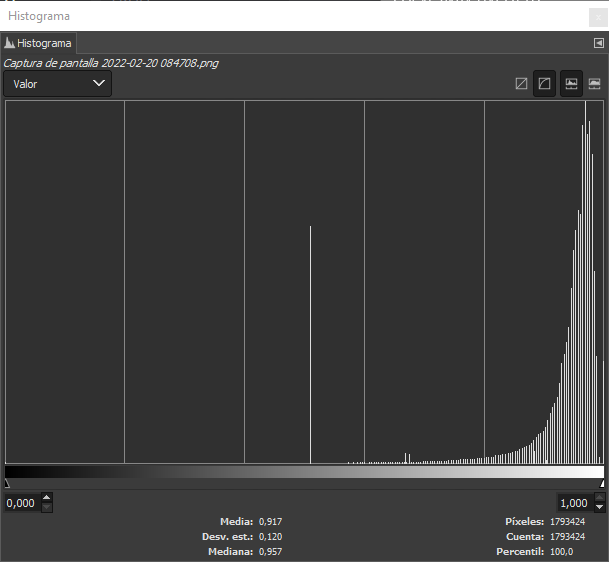 Histograma
Histograma
Captura de pantalla 2022-02-20 084708.png
Valor
0,000
1,000
Media: 0,917
Píxeles: 1793424
Desv. est.: 0,120
Cuenta: 1793424
Mediana: 0,957
Percentil: 100,0